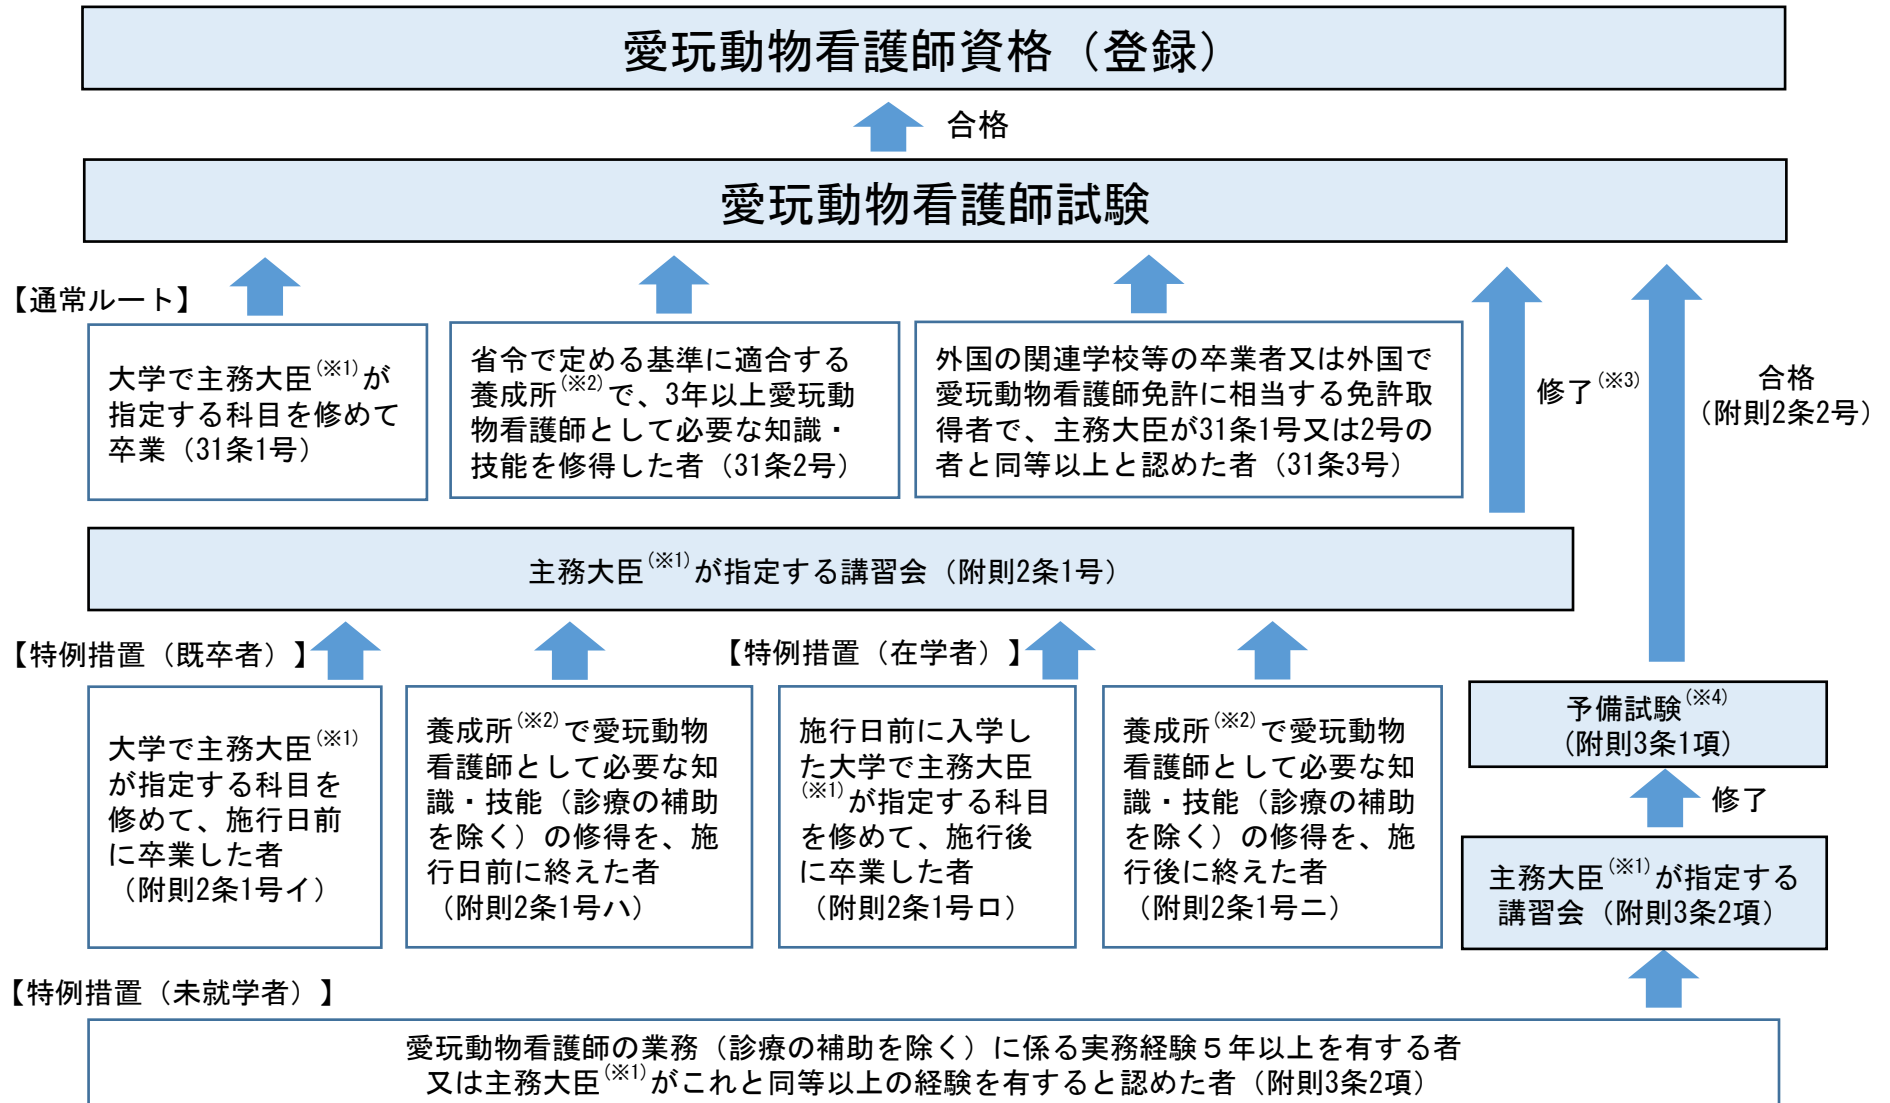 愛玩動物看護師資格（登録）
合格
愛玩動物看護師試験
【通常ルート】
大学で主務大臣(※1)が
指定する科目を修めて
卒業（31条1号）
省令で定める基準に適合する
養成所(※2)で、3年以上愛玩動
物看護師として必要な知識・
技能を修得した者（31条2号）
外国の関連学校等の卒業者又は外国で
愛玩動物看護師免許に相当する免許取
得者で、主務大臣が31条1号又は2号の
者と同等以上と認めた者（31条3号）
修了(※3)
合格
（附則2条2号）
主務大臣(※1)が指定する講習会（附則2条1号）
【特例措置（既卒者）】
【特例措置（在学者）】
大学で主務大臣(※1)
が指定する科目を
修めて、施行日前
に卒業した者
（附則2条1号イ）
養成所(※2)で愛玩動物
看護師として必要な知
識・技能（診療の補助
を除く）の修得を、施
行日前に終えた者
（附則2条1号ハ）
施行日前に入学し
た大学で主務大臣
(※1)が指定する科目
を修めて、施行後
に卒業した者
（附則2条1号ロ）
養成所(※2)で愛玩動物
看護師として必要な知
識・技能（診療の補助
を除く）の修得を、施
行後に終えた者
（附則2条1号ニ）
予備試験(※4)
（附則3条1項）
修了
主務大臣(※1)が指定する
講習会（附則3条2項）
【特例措置（未就学者）】
愛玩動物看護師の業務（診療の補助を除く）に係る実務経験５年以上を有する者
又は主務大臣(※1)がこれと同等以上の経験を有すると認めた者（附則3条2項）